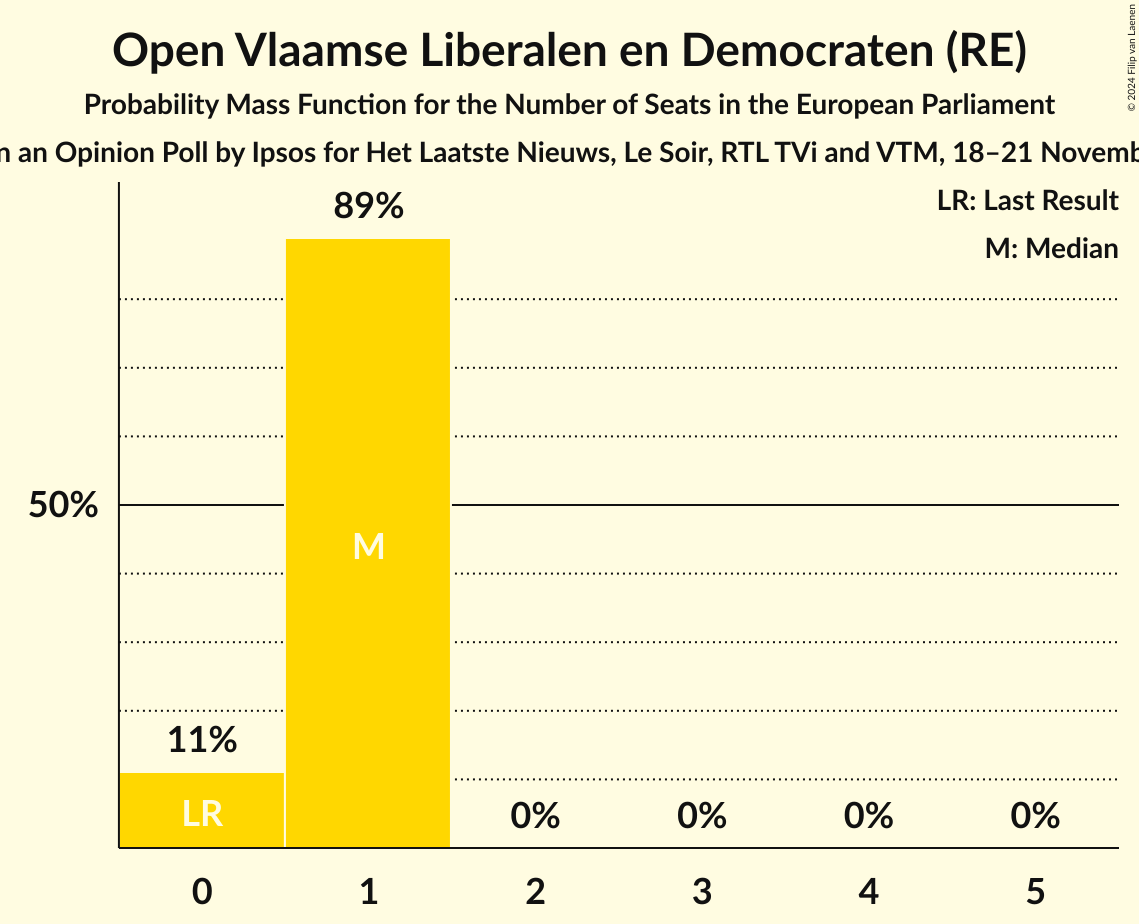 Open Vlaamse Liberalen en Democraten (RE)
Probability Mass Function for the Number of Seats in the European Parliament
an Opinion Poll by Ipsos for Het Laatste Nieuws, Le Soir, RTL TVi and VTM, 18–21
© 2024 Filip van Laenen
LR: Last Result
M: Median
89%
50%
M
11%
LR
0% 0% 0% 0%
0 1 2 3 4 5